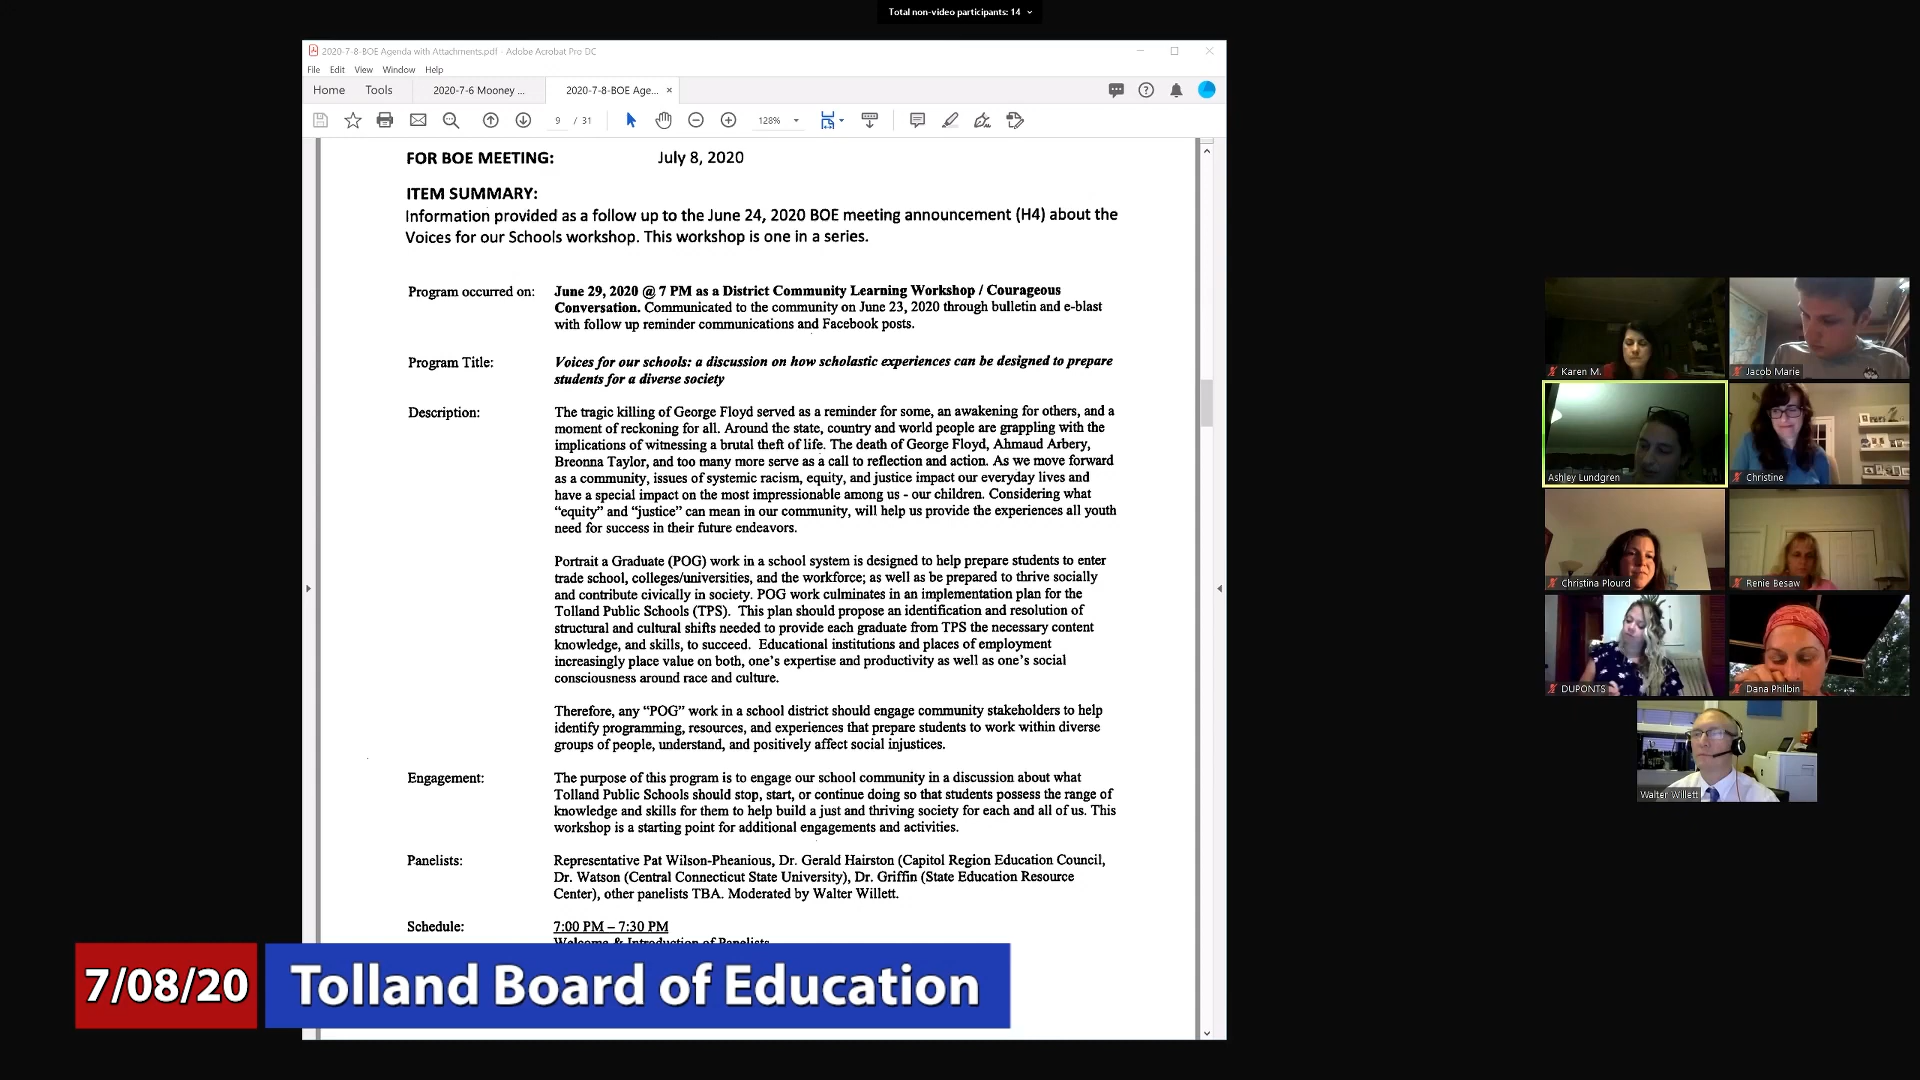 Total non-video participants: 14
2020-7-8-BOE Agenda with Attachments.pdf - Adobe Acrobat Pro DC
File Edit View Window Help
Home Tools 2020-7-6 Mooney ... 2020-7-8-BOE Age... ×
9 / 31 128%
FOR BOE MEETING: July 8, 2020
ITEM SUMMARY:
Information provided as a follow up to the June 24, 2020 BOE meeting announcement (H4) about the
Voices for our Schools workshop. This workshop is one in a series.
Program occurred on: June 29, 2020 @ 7 PM as a District Community Learning Workshop / Courageous
Conversation. Communicated to the community on June 23, 2020 through bulletin and e-blast
with follow up reminder communications and Facebook posts.
Program Title: Voices for our schools: a discussion on how scholastic experiences can be designed to prepare
students for a diverse society
Description: The tragic killing of George Floyd served as a reminder for some, an awakening for others, and a
moment of reckoning for all. Around the state, country and world people are grappling with the
implications of witnessing a brutal theft of life. The death of George Floyd, Ahmaud Arbery,
Breonna Taylor, and too many more serve as a call to reflection and action. As we move forward
as a community, issues of systemic racism, equity, and justice impact our everyday lives and
have a special impact on the most impressionable among us - our children. Considering what
“equity” and “justice” can mean in our community, will help us provide the experiences all youth
need for success in their future endeavors.
Portrait a Graduate (POG) work in a school system is designed to help prepare students to enter
trade school, colleges/universities, and the workforce; as well as be prepared to thrive socially
and contribute civically in society. POG work culminates in an implementation plan for the
Tolland Public Schools (TPS). This plan should propose an identification and resolution of
structural and cultural shifts needed to provide each graduate from TPS the necessary content
knowledge, and skills, to succeed. Educational institutions and places of employment
increasingly place value on both, one’s expertise and productivity as well as one’s social
consciousness around race and culture.
Therefore, any “POG” work in a school district should engage community stakeholders to help
identify programming, resources, and experiences that prepare students to work within diverse
groups of people, understand, and positively affect social injustices.
Engagement: The purpose of this program is to engage our school community in a discussion about what
Tolland Public Schools should stop, start, or continue doing so that students possess the range of
knowledge and skills for them to help build a just and thriving society for each and all of us. This
workshop is a starting point for additional engagements and activities.
Panelists: Representative Pat Wilson-Pheanious, Dr. Gerald Hairston (Capitol Region Education Council,
Dr. Watson (Central Connecticut State University), Dr. Griffin (State Education Resource
Center), other panelists TBA. Moderated by Walter Willett.
Schedule: 7:00 PM – 7:30 PM
Welcome & Introduction of Panelists
7/08/20 Tolland Board of Education
Karen M. Jacob Marie
Ashley Lundgren Christine
Christina Plourd Renie Besaw
DUPONTS Dana Philbin
Walter Willett